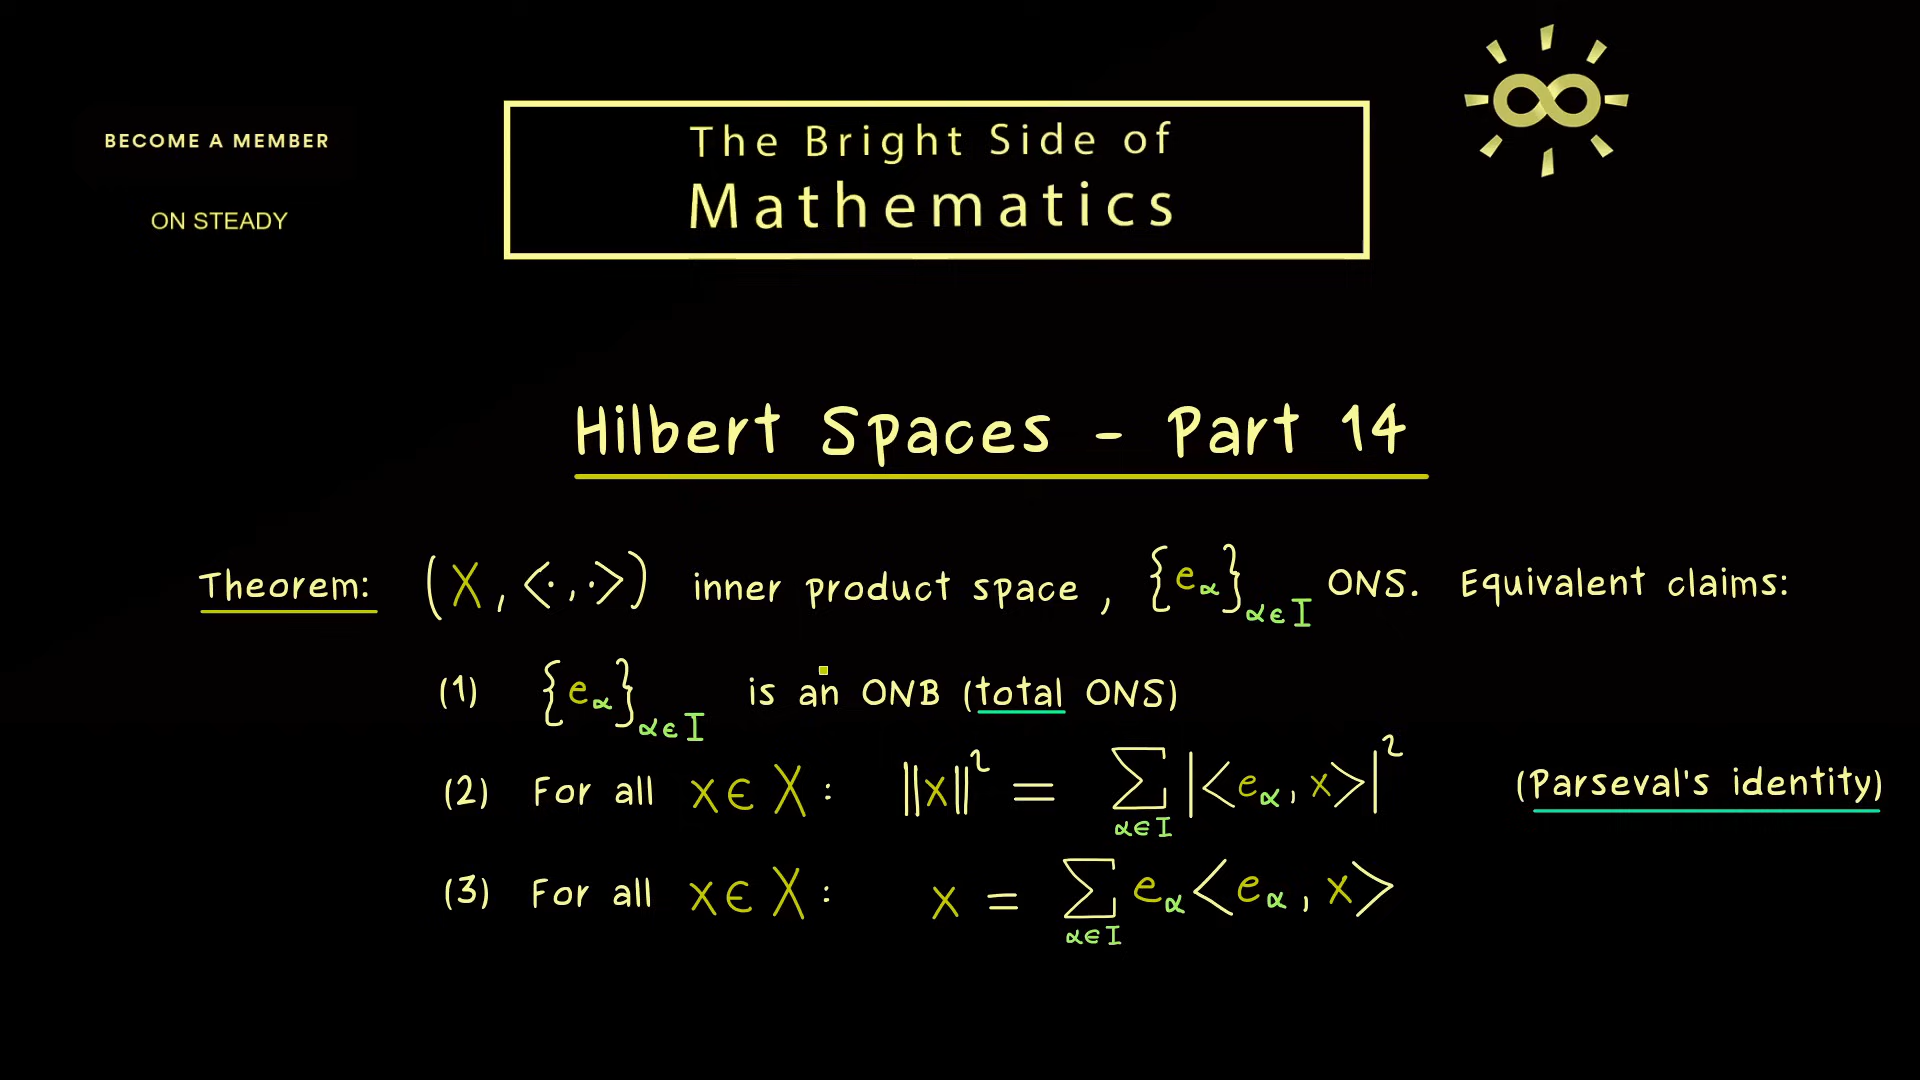 BECOME A MEMBER
ON STEADY
The Bright Side of
Mathematics
Hilbert Spaces - Part 14
Theorem: (X, <·,·>) inner product space, {e_α}_{α∈I} ONS. Equivalent claims:
(1) {e_α}_{α∈I} is an ONB (total ONS)
(2) For all x∈X: ‖x‖² = ∑_{α∈I} |<e_α, x>|² (Parseval's identity)
(3) For all x∈X: x = ∑_{α∈I} e_α<e_α, x>